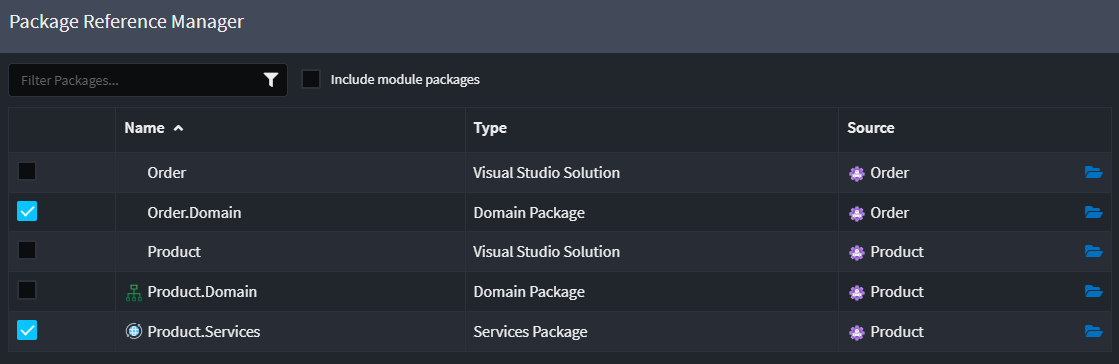 Package Reference Manager
Filter Packages... Include module packages
Name Type Source
Order Visual Studio Solution Order
Order.Domain Domain Package Order
Product Visual Studio Solution Product
Product.Domain Domain Package Product
Product.Services Services Package Product